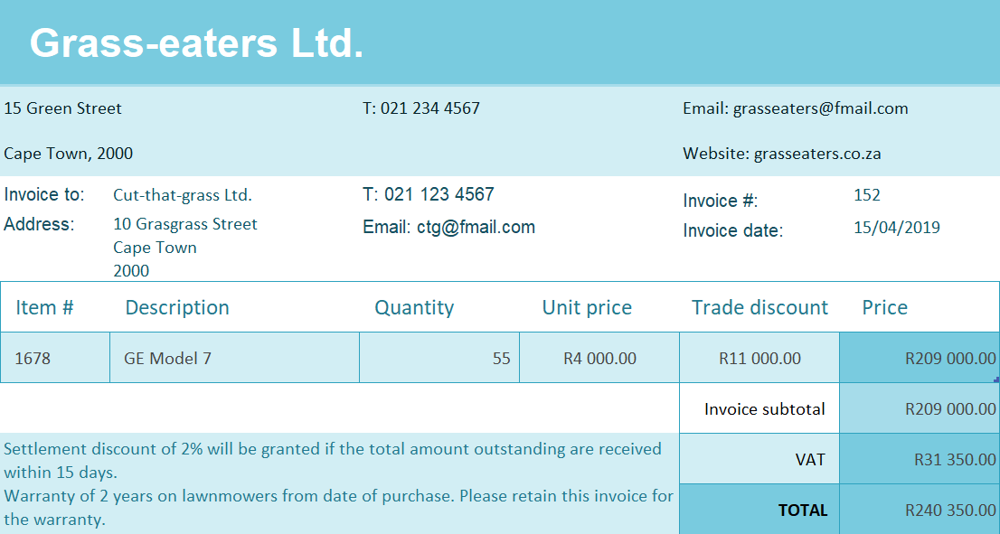 Grass-eaters Ltd.
15 Green Street T: 021 234 4567 Email: grasseaters@fmail.com
Cape Town, 2000 Website: grasseaters.co.za
Invoice to: Cut-that-grass Ltd. T: 021 123 4567 Invoice #: 152
Address: 10 Grasgrass Street Email: ctg@fmail.com Invoice date: 15/04/2019
Cape Town
2000
Item # Description Quantity Unit price Trade discount Price
1678 GE Model 7 55 R4 000.00 R11 000.00 R209 000.00
Invoice subtotal R209 000.00
Settlement discount of 2% will be granted if the total amount outstanding are received
within 15 days.
VAT R31 350.00
Warranty of 2 years on lawnmowers from date of purchase. Please retain this invoice for
the warranty.
TOTAL R240 350.00